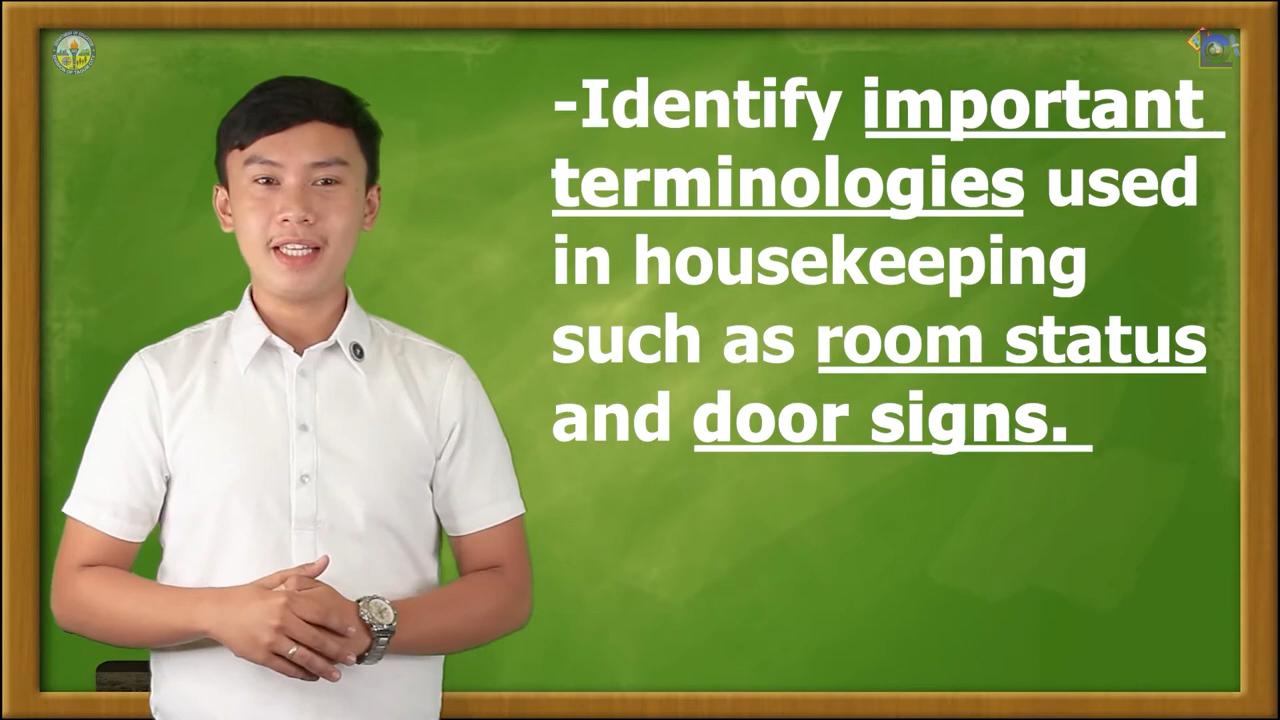 -Identify important
terminologies used
in housekeeping
such as room status
and door signs.